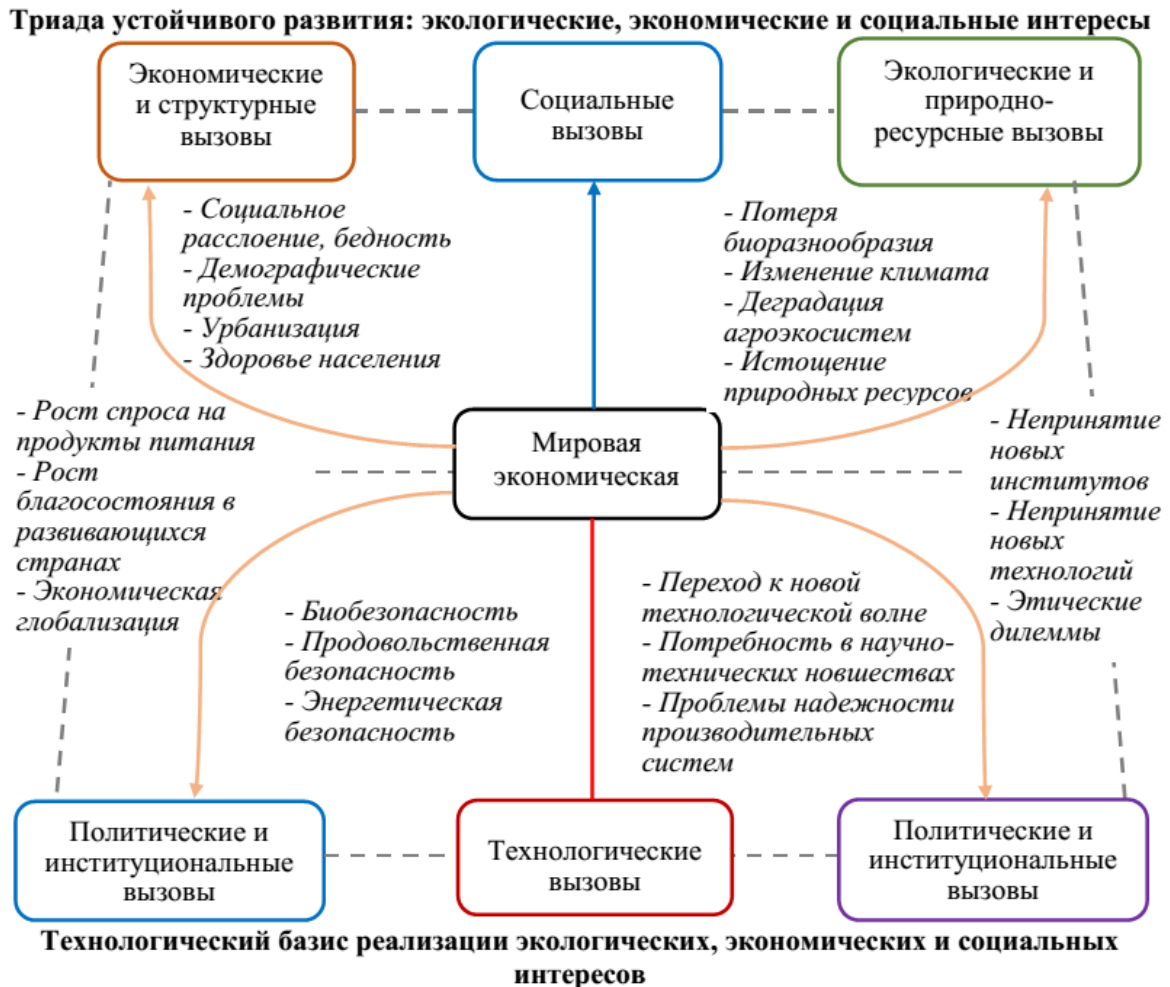 Триада устойчивого развития: экологические, экономические и социальные интересы
Экономические
и структурные
вызовы
Социальные
вызовы
Экологические и
природно-
ресурсные вызовы
- Социальное
расслоение, бедность
- Демографические
проблемы
- Урбанизация
- Здоровье населения
- Потеря
биоразнообразия
- Изменение климата
- Деградация
агроэкосистем
- Истощение
природных ресурсов
- Рост спроса на
продукты питания
- Рост
благосостояния в
развивающихся
странах
- Экономическая
глобализация
Мировая
экономическая
- Непринятие
новых
институтов
- Непринятие
новых
технологий
- Этические
дилеммы
- Биобезопасность
- Продовольственная
безопасность
- Энергетическая
безопасность
- Переход к новой
технологической волне
- Потребность в научно-
технических новшествах
- Проблемы надежности
производительных
систем
Политические и
институциональные
вызовы
Технологические
вызовы
Политические и
институциональные
вызовы
Технологический базис реализации экологических, экономических и социальных
интересов